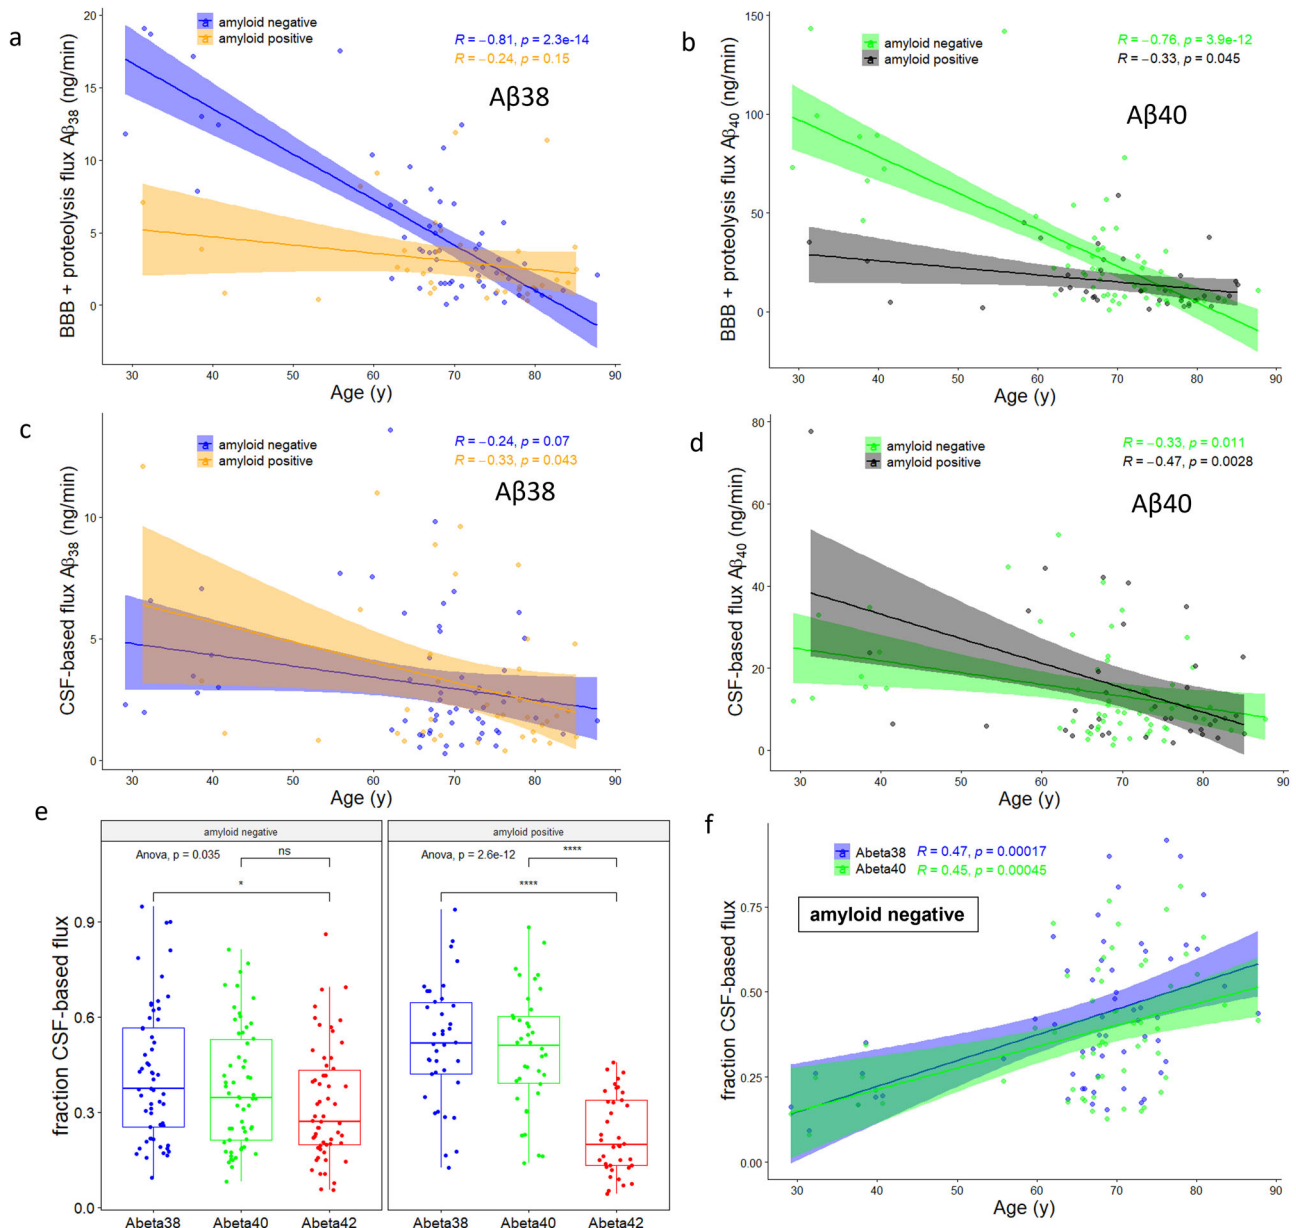 a
amyloid negative
amyloid positive
R = −0.81, p = 2.3e-14
R = −0.24, p = 0.15
Aβ38
BBB + proteolysis flux Aβ38 (ng/min)
20
15
10
5
0
30 40 50 60 70 80 90
Age (y)
b
a amyloid negative
a amyloid positive
R = −0.76, p = 3.9e-12
R = −0.33, p = 0.045
Aβ40
BBB + proteolysis flux Aβ40 (ng/min)
150
100
50
0
30 40 50 60 70 80 90
Age (y)
c
a amyloid negative
a amyloid positive
R = −0.24, p = 0.07
R = −0.33, p = 0.043
Aβ38
CSF-based flux Aβ38 (ng/min)
10
5
0
30 40 50 60 70 80 90
Age (y)
d
a amyloid negative
a amyloid positive
R = −0.33, p = 0.011
R = −0.47, p = 0.0028
Aβ40
CSF-based flux Aβ40 (ng/min)
80
60
40
20
0
30 40 50 60 70 80 90
Age (y)
e
amyloid negative
amyloid positive
Anova, p = 0.035
ns
*
Anova, p = 2.6e-12
****
****
fraction CSF-based flux
0.9
0.6
0.3
0.0
Abeta38 Abeta40 Abeta42
Abeta38 Abeta40 Abeta42
f
a Abeta38 R = 0.47, p = 0.00017
a Abeta40 R = 0.45, p = 0.00045
amyloid negative
fraction CSF-based flux
0.75
0.50
0.25
0.00
30 40 50 60 70 80 90
Age (y)